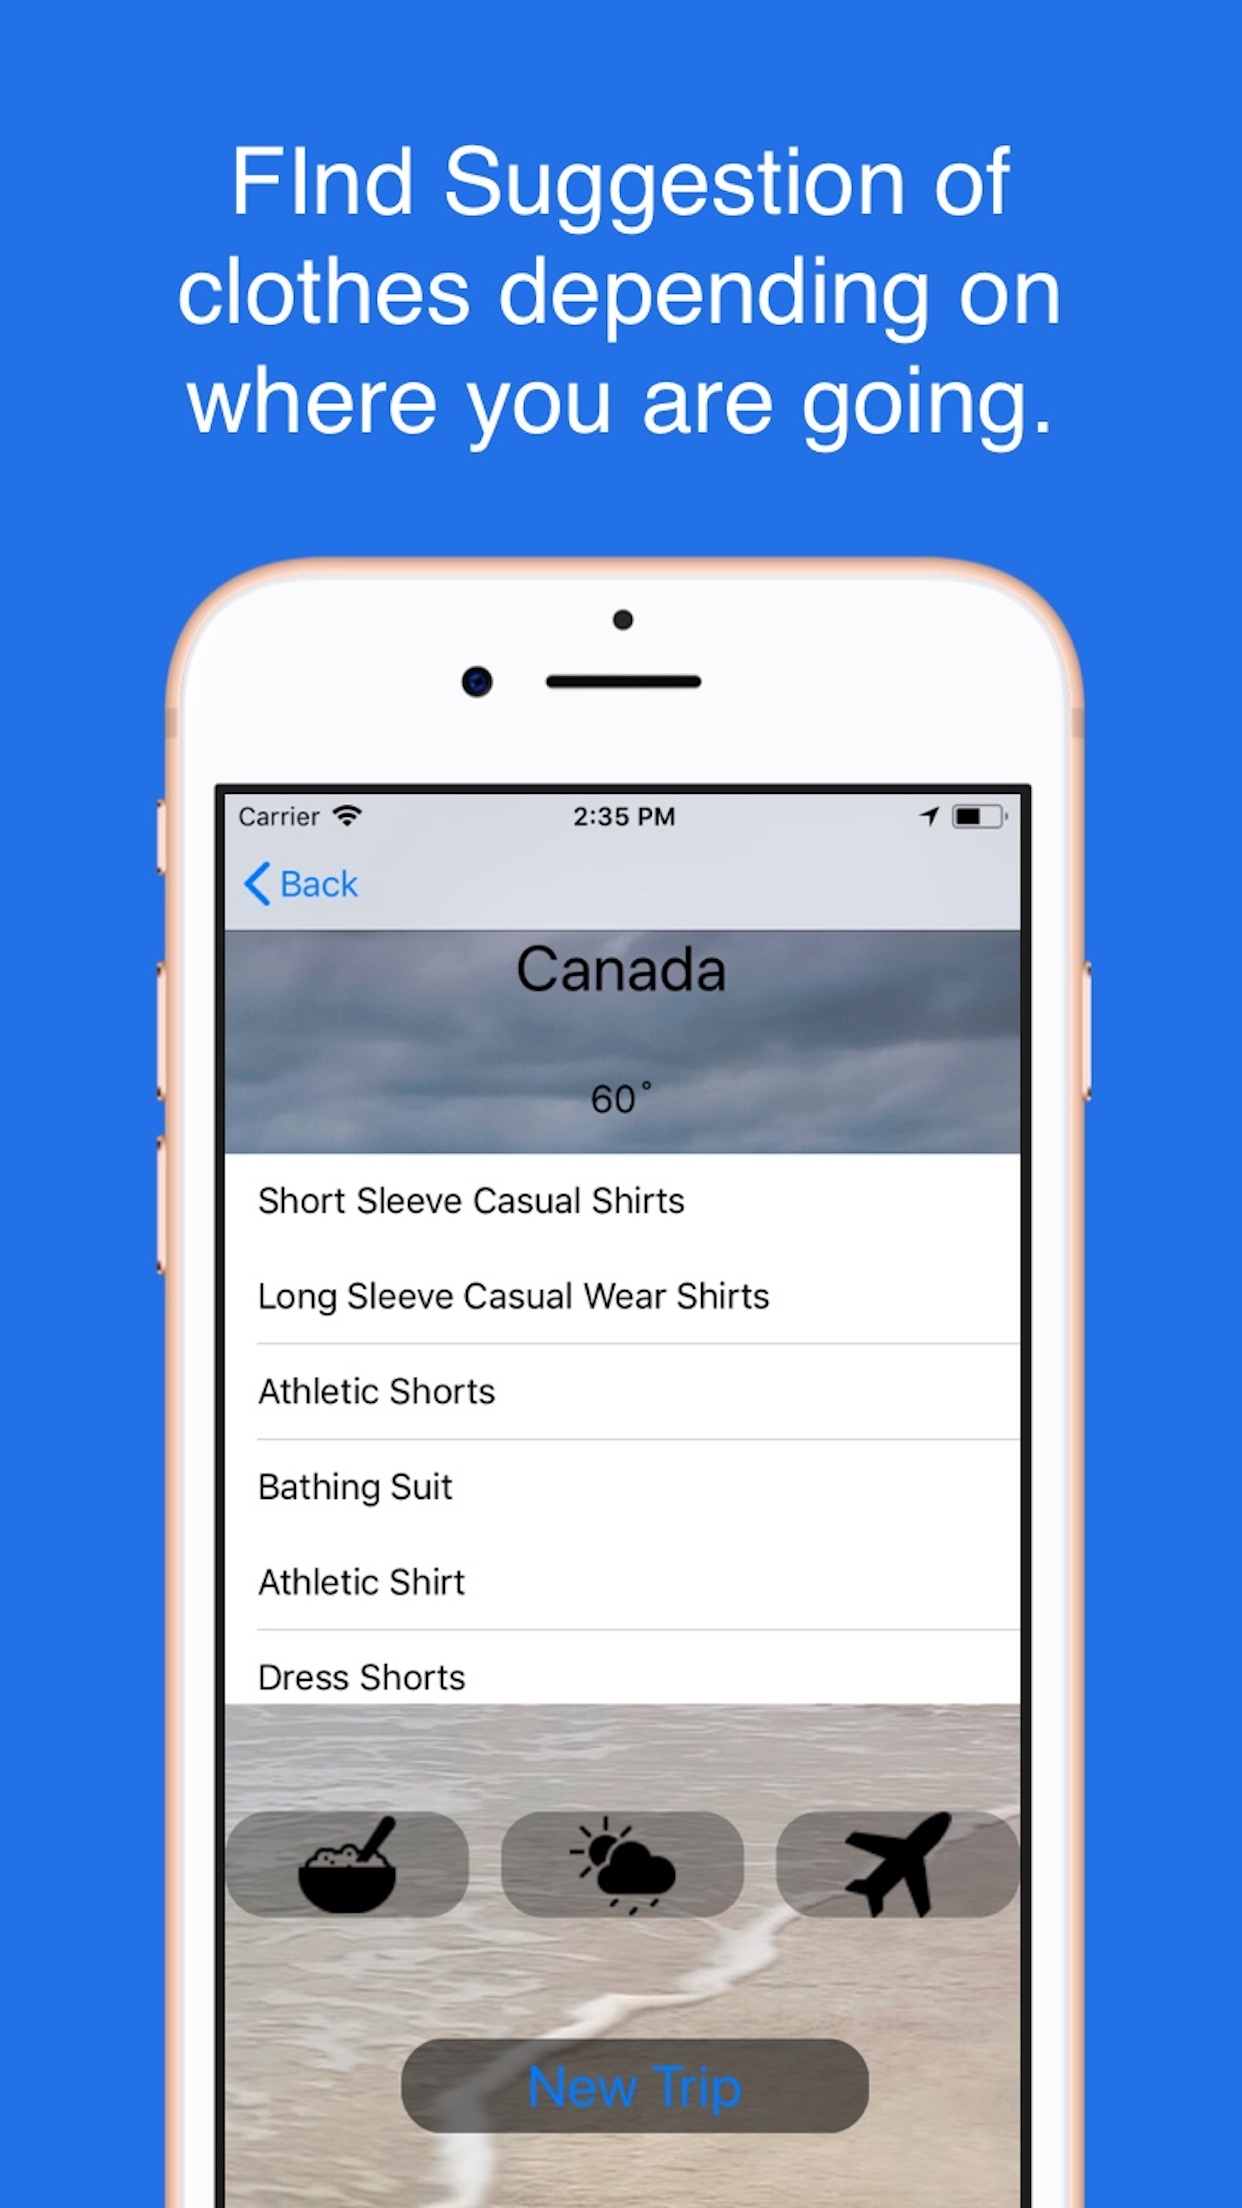 FInd Suggestion of
clothes depending on
where you are going.
Carrier 2:35 PM
Back
Canada
60°
Short Sleeve Casual Shirts
Long Sleeve Casual Wear Shirts
Athletic Shorts
Bathing Suit
Athletic Shirt
Dress Shorts
New Trip